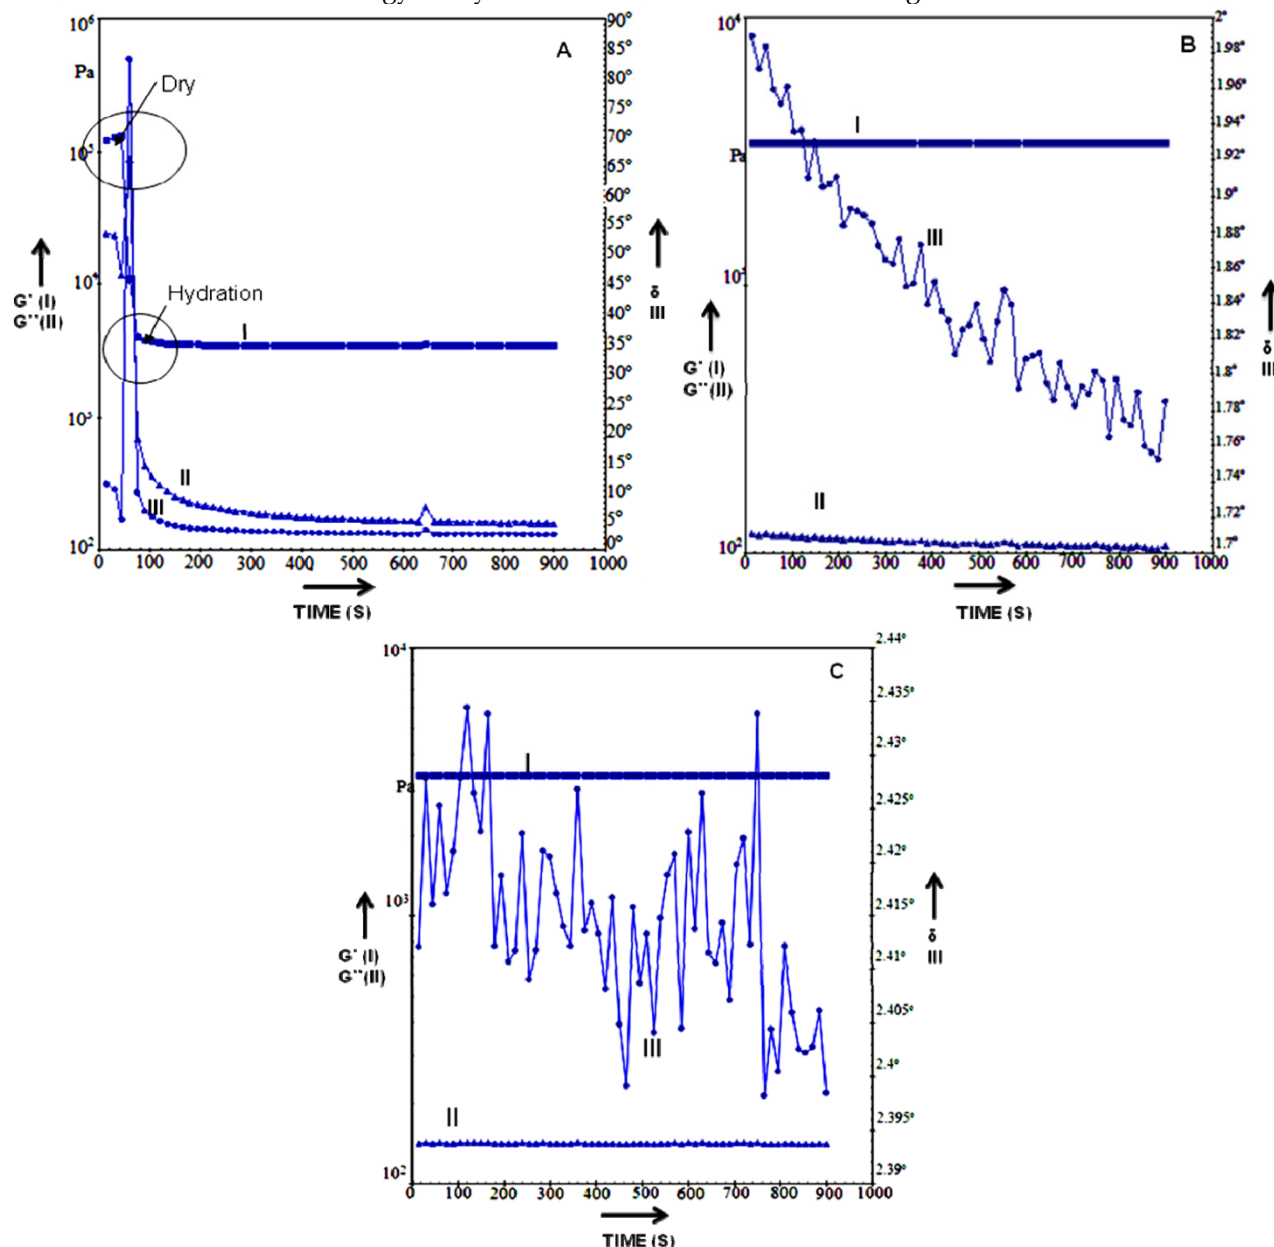 10⁶
90°
A
85°
Pa
80°
Dry
75°
70°
10⁵
65°
60°
55°
50°
45°
10⁴
G' (I)
G''(II)
Hydration
δ
III
40°
I
35°
30°
25°
10³
20°
15°
II
10°
III
5°
10²
0°
0 100 200 300 400 500 600 700 800 900 1000
TIME (S)
10⁴
2°
B
1.98°
1.96°
1.94°
I
Pa
1.92°
1.9°
III
1.88°
1.86°
10³
1.84°
1.82°
G' (I)
G''(II)
δ
III
1.8°
1.78°
1.76°
1.74°
II
1.72°
10²
1.7°
0 100 200 300 400 500 600 700 800 900 1000
TIME (S)
10⁴
2.44°
C
2.435°
I
2.43°
Pa
2.425°
2.42°
10³
2.415°
G' (I)
G''(II)
δ
III
2.41°
2.405°
III
2.4°
II
2.395°
10²
2.39°
0 100 200 300 400 500 600 700 800 900 1000
TIME (S)